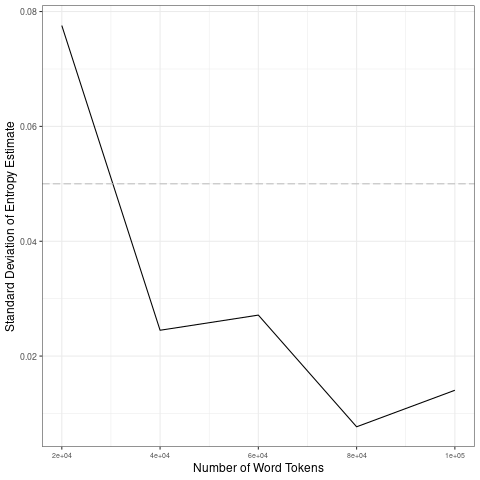 Standard Deviation of Entropy Estimate
0.08
0.06
0.04
0.02
2e+04 4e+04 6e+04 8e+04 1e+05
Number of Word Tokens